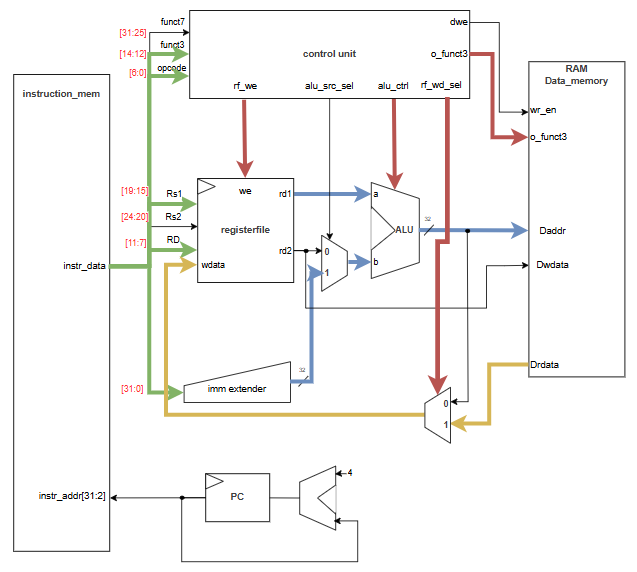 [31:25]
funct7
dwe
[14:12]
funct3
control unit
o_funct3
[6:0]
opcode
rf_we
alu_src_sel
alu_ctrl
rf_wd_sel
RAM
Data_memory
instruction_mem
wr_en
o_funct3
[19:15]
Rs1
we
rd1
a
[24:20]
Rs2
registerfile
ALU
32
Daddr
[11:7]
RD
rd2
0
b
instr_data
wdata
1
Dwdata
32
Drdata
[31:0]
imm extender
0
1
4
instr_addr[31:2]
PC